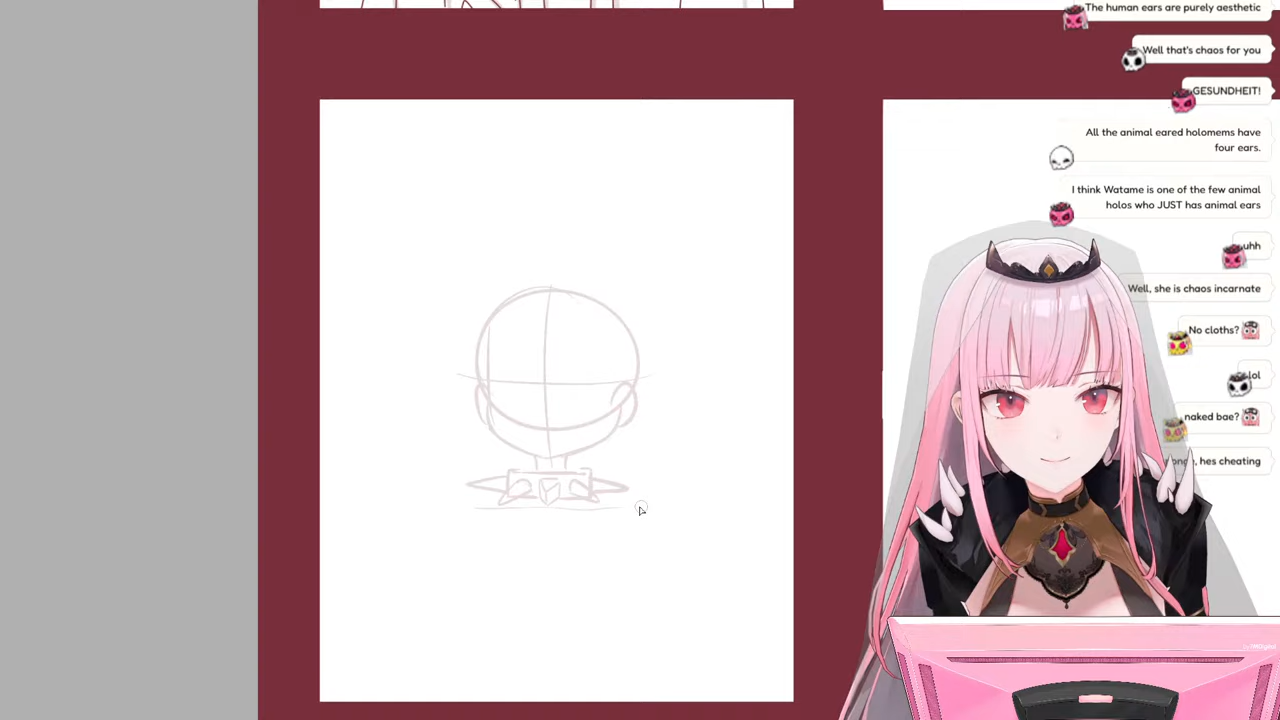 The human ears are purely aesthetic
Well that's chaos for you
GESUNDHEIT!
All the animal eared holomems have
four ears.
I think Watame is one of the few animal
holos who JUST has animal ears
uhh
Well, she is chaos incarnate
No cloths?
lol
naked bae?
hes cheating